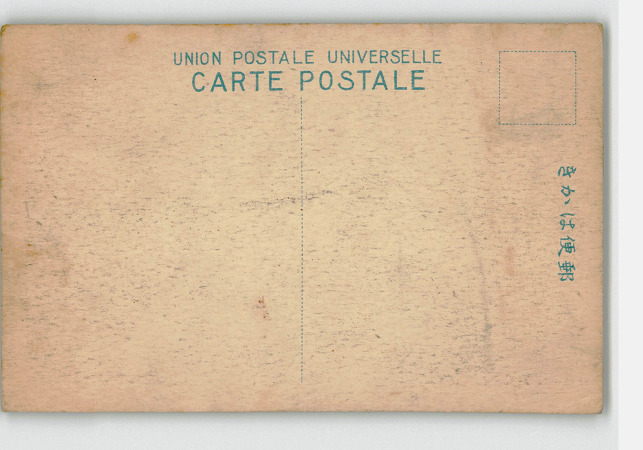 UNION POSTALE UNIVERSELLE
CARTE POSTALE
きかは便郵